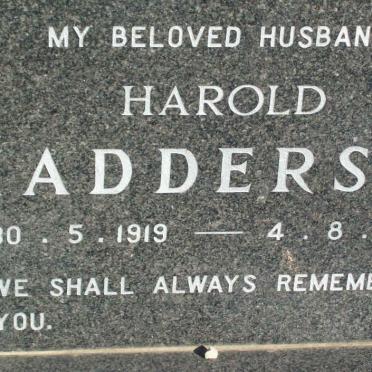 MY BELOVED HUSBAN
HAROLD
ADDERS
30 . 5 . 1919 — 4 . 8 .
WE SHALL ALWAYS REMEME
YOU.